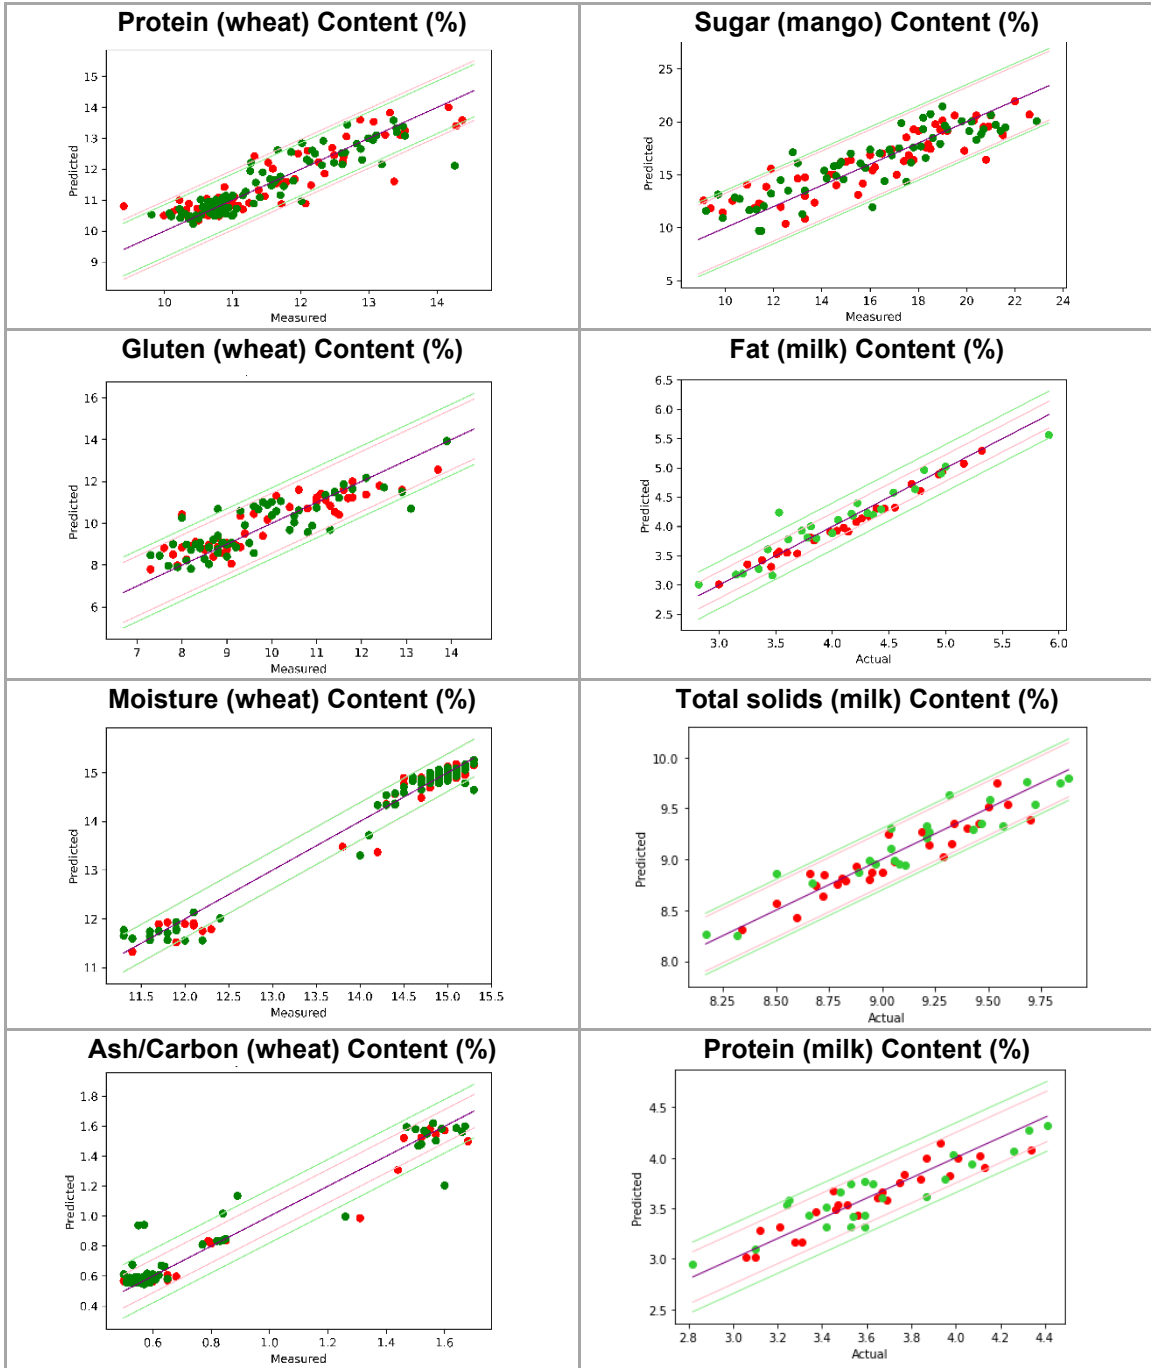 Protein (wheat) Content (%)
15
14
13
12
11
10
9
Predicted
10 11 12 13 14
Measured
Sugar (mango) Content (%)
25
20
15
10
5
Predicted
10 12 14 16 18 20 22 24
Measured
Gluten (wheat) Content (%)
16
14
12
10
8
6
Predicted
7 8 9 10 11 12 13 14
Measured
Fat (milk) Content (%)
6.5
6.0
5.5
5.0
4.5
4.0
3.5
3.0
2.5
Predicted
3.0 3.5 4.0 4.5 5.0 5.5 6.0
Actual
Moisture (wheat) Content (%)
15
14
13
12
11
Predicted
11.5 12.0 12.5 13.0 13.5 14.0 14.5 15.0 15.5
Measured
Total solids (milk) Content (%)
10.0
9.5
9.0
8.5
8.0
Predicted
8.25 8.50 8.75 9.00 9.25 9.50 9.75
Actual
Ash/Carbon (wheat) Content (%)
1.8
1.6
1.4
1.2
1.0
0.8
0.6
0.4
Predicted
0.6 0.8 1.0 1.2 1.4 1.6
Measured
Protein (milk) Content (%)
4.5
4.0
3.5
3.0
2.5
Predicted
2.8 3.0 3.2 3.4 3.6 3.8 4.0 4.2 4.4
Actual